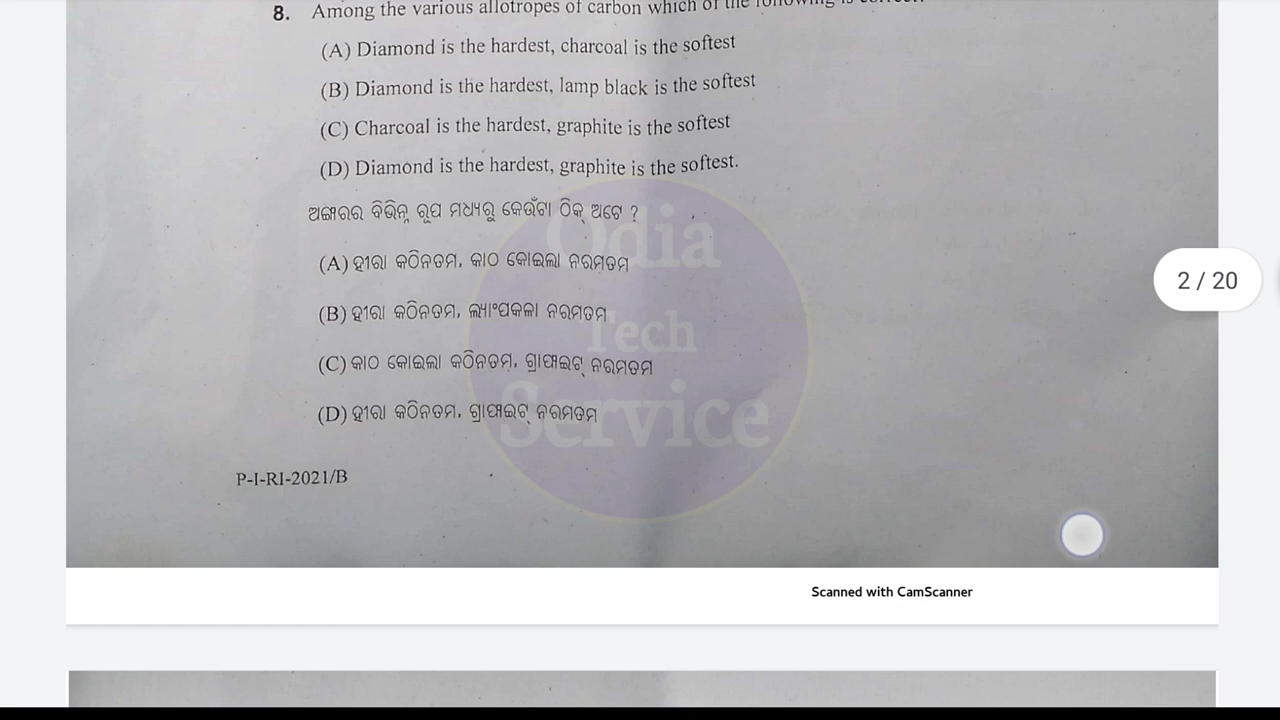 8. Among the various allotropes of carbon which of the following is correct?
(A) Diamond is the hardest, charcoal is the softest
(B) Diamond is the hardest, lamp black is the softest
(C) Charcoal is the hardest, graphite is the softest
(D) Diamond is the hardest, graphite is the softest.
ଅଙ୍ଗାରର ବିଭିନ୍ନ ରୂପ ମଧ୍ୟରୁ କେଉଁଟା ଠିକ୍ ଅଟେ ?
(A) ହୀରା କଠିନତମ, କାଠ କୋଇଲା ନରମତମ
(B) ହୀରା କଠିନତମ, ଲ୍ୟାଂପକଳା ନରମତମ
(C) କାଠ କୋଇଲା କଠିନତମ, ଗ୍ରାଫାଇଟ୍ ନରମତମ
(D) ହୀରା କଠିନତମ, ଗ୍ରାଫାଇଟ୍ ନରମତମ
Odia
Tech
Service
2 / 20
P-I-RI-2021/B
Scanned with CamScanner